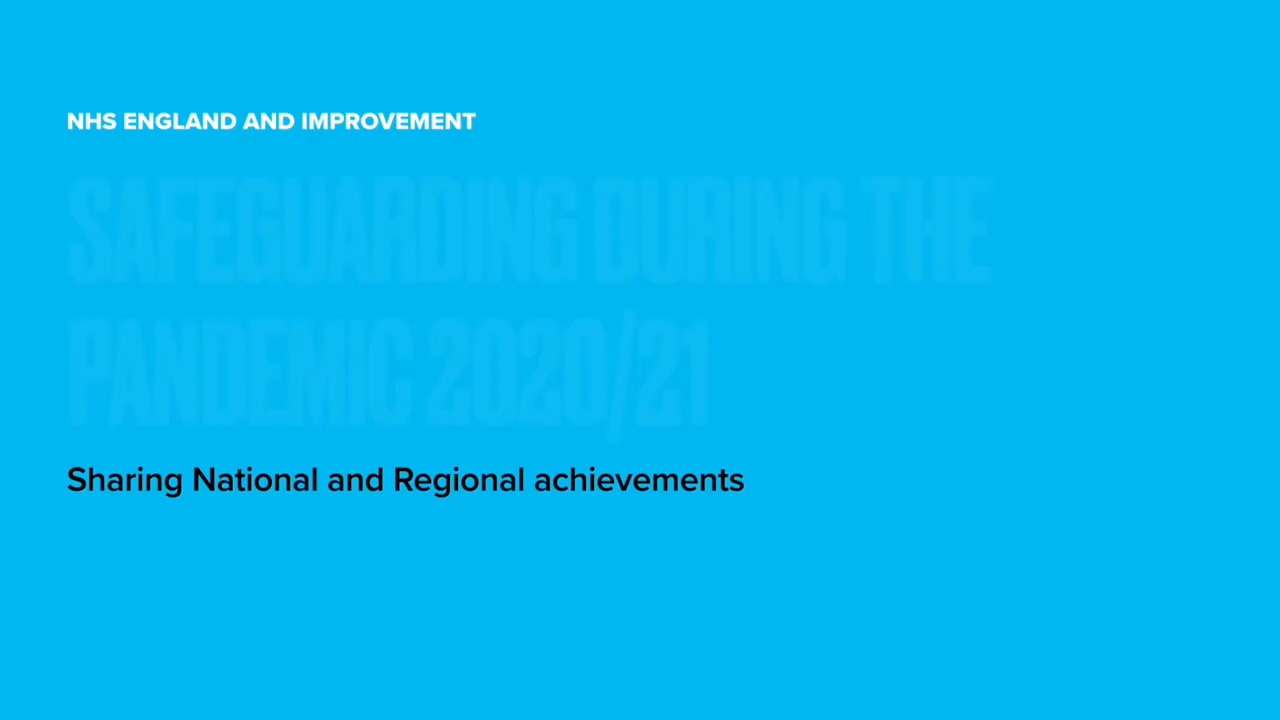 NHS ENGLAND AND IMPROVEMENT
SAFEGUARDING DURING THE
PANDEMIC 2020/21
Sharing National and Regional achievements